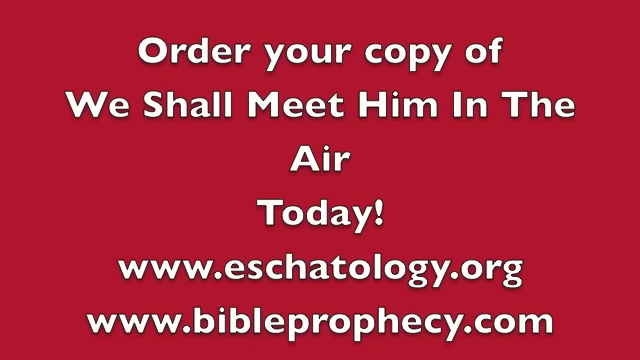 Order your copy of
We Shall Meet Him In The
Air
Today!
www.eschatology.org
www.bibleprophecy.com